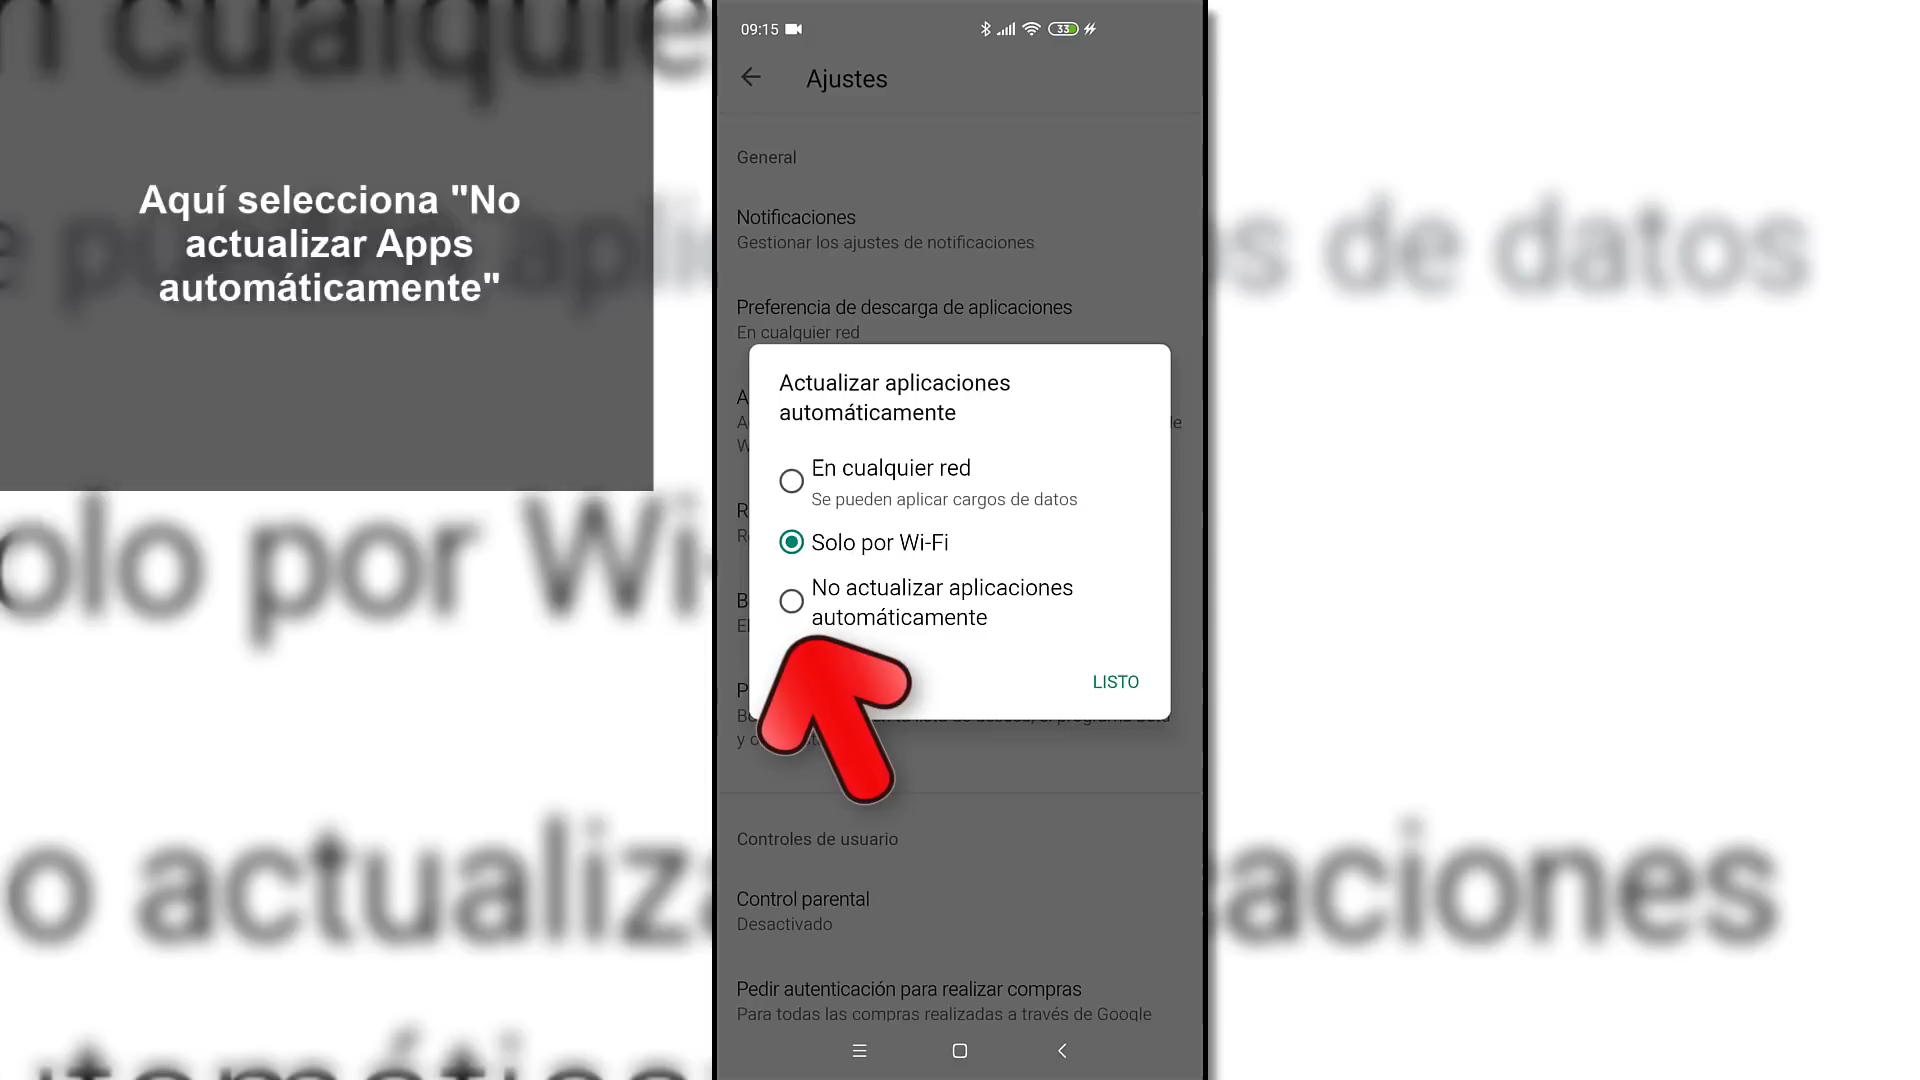 Aquí selecciona "No
actualizar Apps
automáticamente"
09:15
33
Ajustes
General
Notificaciones
Gestionar los ajustes de notificaciones
Preferencia de descarga de aplicaciones
En cualquier red
Actualizar aplicaciones
automáticamente
En cualquier red
Se pueden aplicar cargos de datos
Solo por Wi-Fi
No actualizar aplicaciones
automáticamente
LISTO
Controles de usuario
Control parental
Desactivado
Pedir autenticación para realizar compras
Para todas las compras realizadas a través de Google